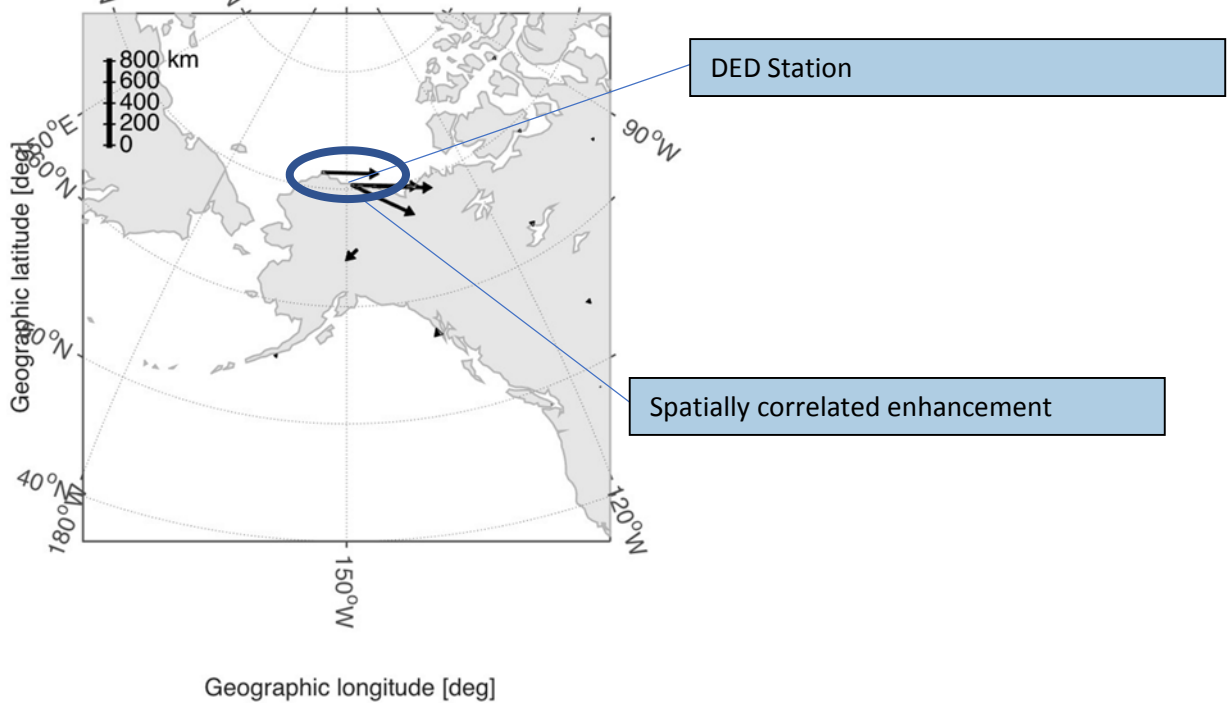 DED Station
800 km
600
400
200
0
90°W
60°N
Geographic latitude [deg]
Spatially correlated enhancement
40°N
180°W
120°W
150°W
Geographic longitude [deg]